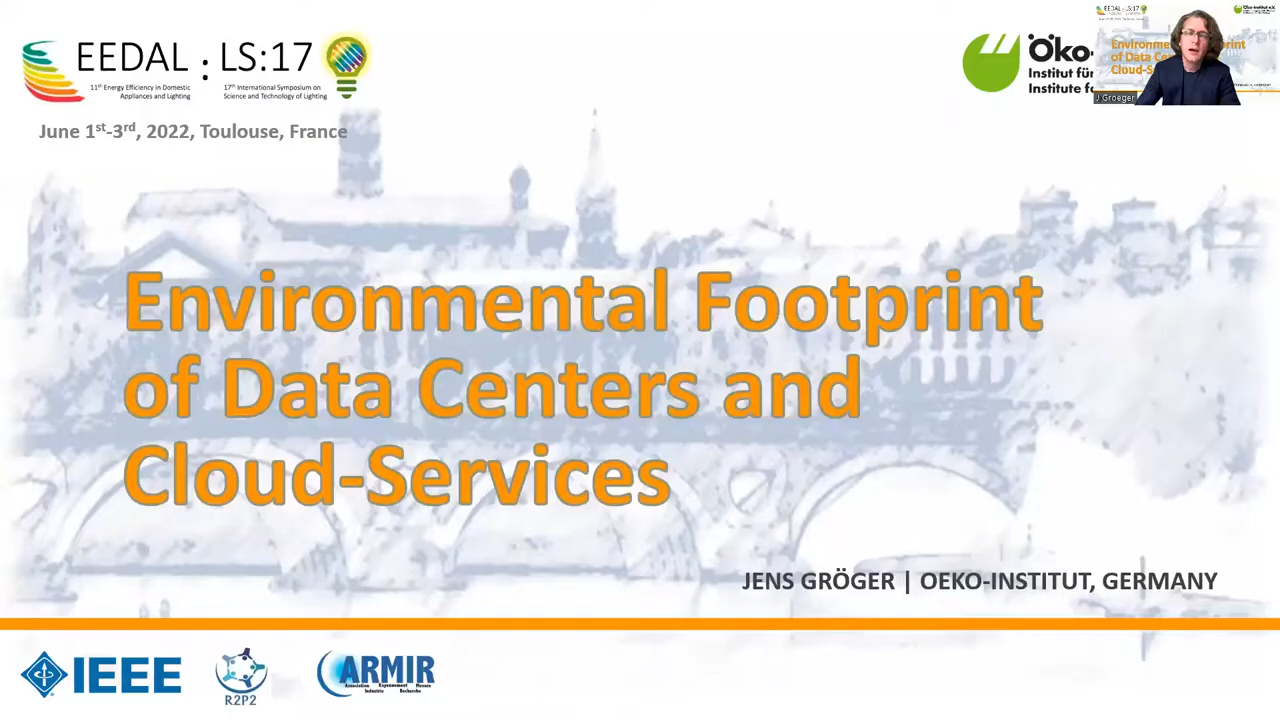 EEDAL : LS:17
11th Energy Efficiency in Domestic Appliances and Lighting
17th International Symposium on Science and Technology of Lighting
June 1st-3rd, 2022, Toulouse, France
Öko-
Institut für
Institute fo
J Groeger
Environmental Footprint
of Data Centers and
Cloud-Services
JENS GRÖGER | OEKO-INSTITUT, GERMANY
IEEE
R2P2
ARMIR